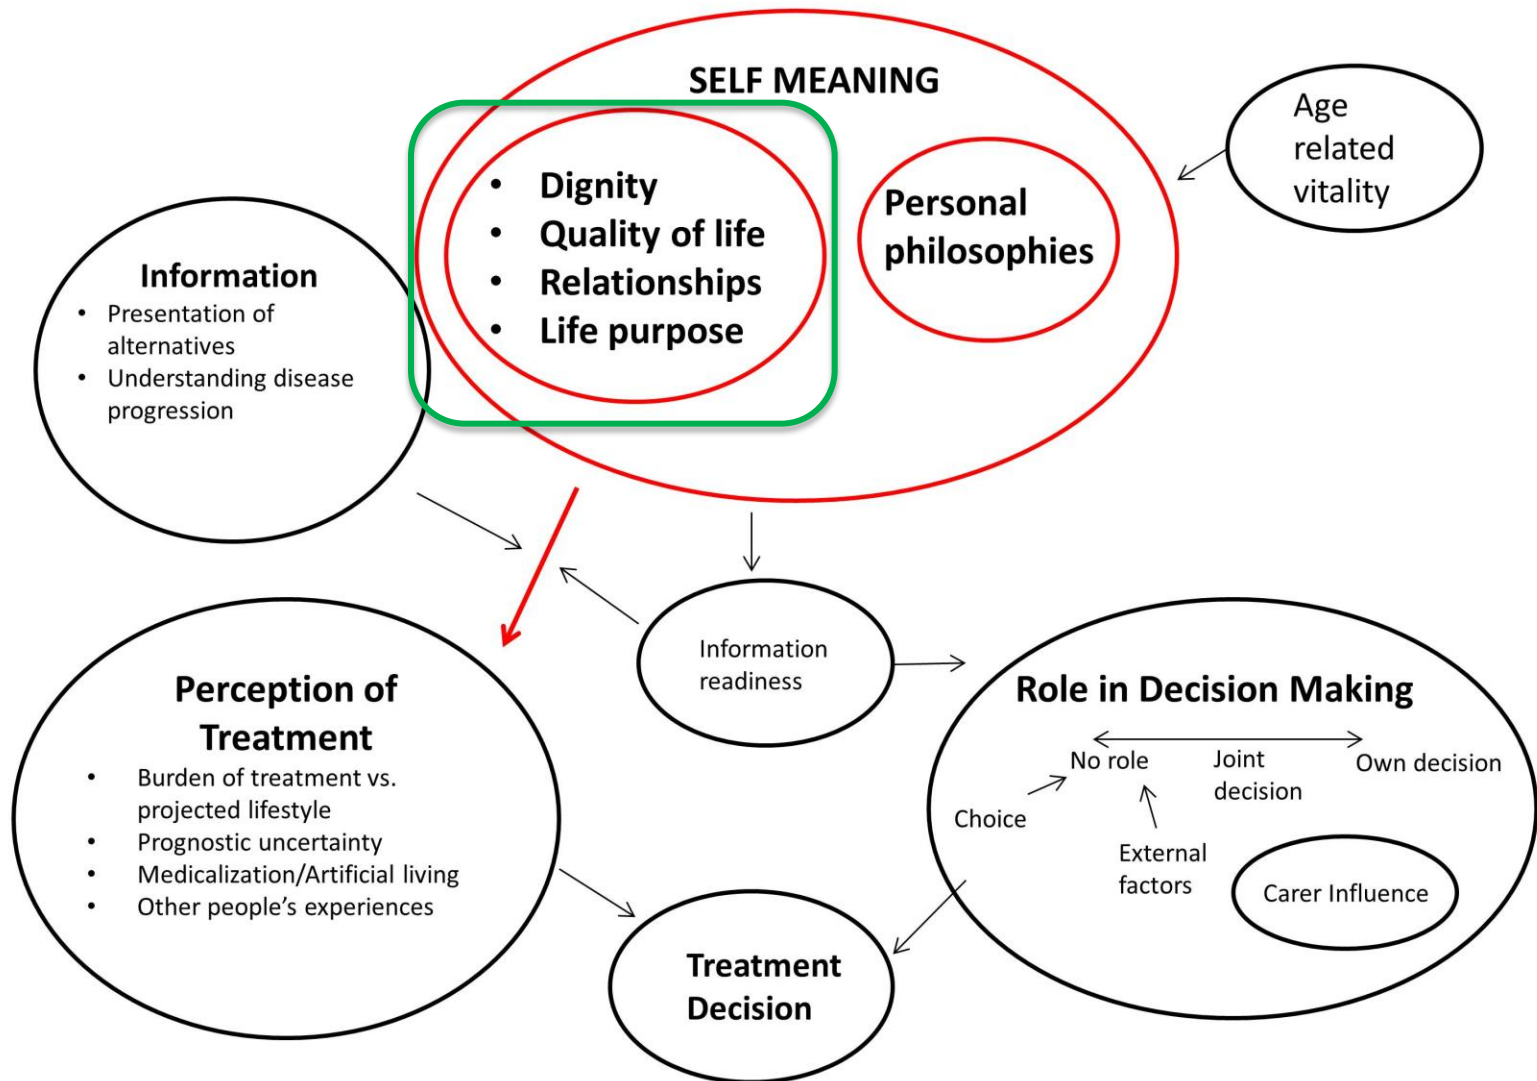 SELF MEANING
• Dignity
• Quality of life
• Relationships
• Life purpose
Personal
philosophies
Age
related
vitality
Information
• Presentation of
alternatives
• Understanding disease
progression
Information
readiness
Perception of
Treatment
• Burden of treatment vs.
projected lifestyle
• Prognostic uncertainty
• Medicalization/Artificial living
• Other people's experiences
Role in Decision Making
No role
Joint
decision
Own decision
Choice
External
factors
Carer Influence
Treatment
Decision